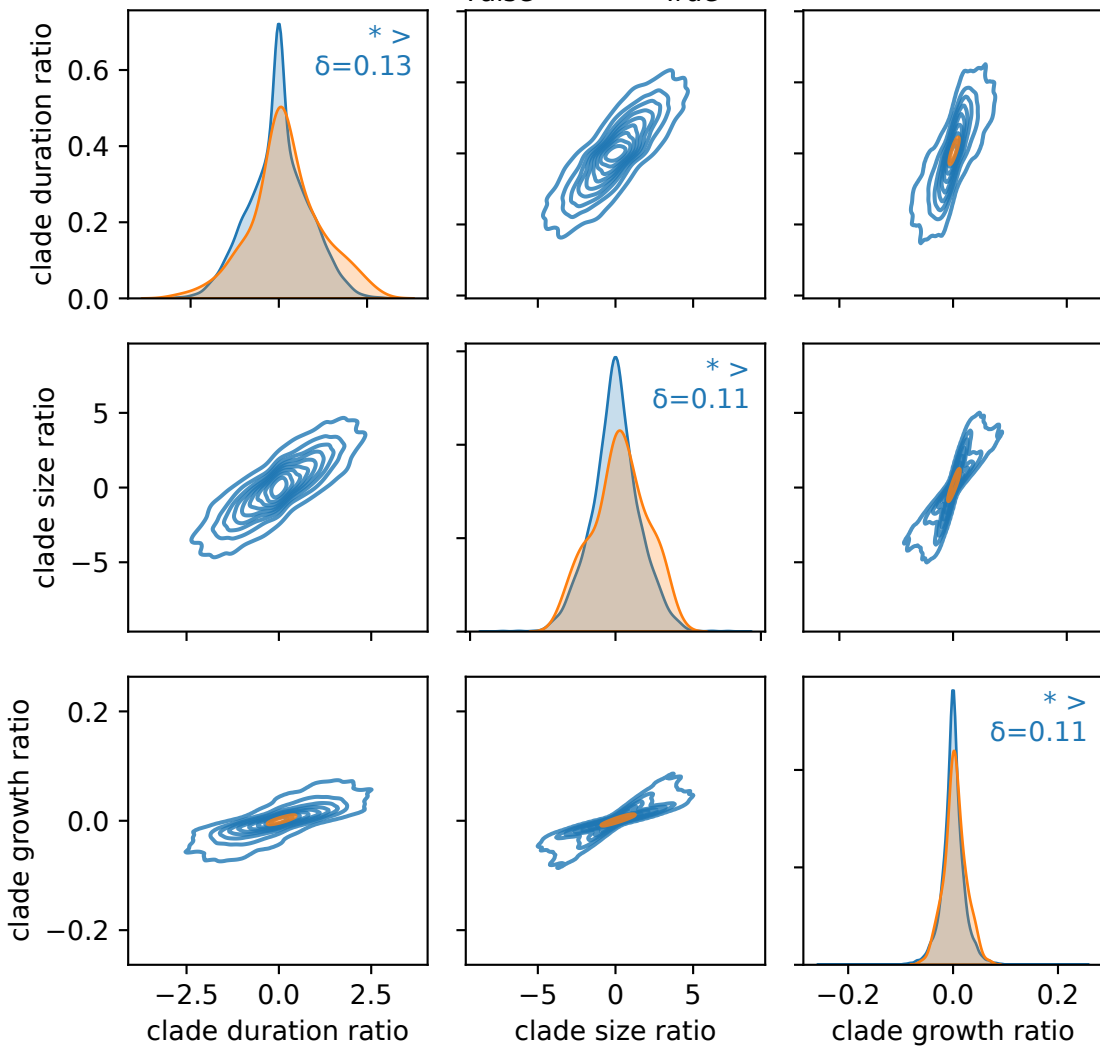 clade duration ratio
0.6
0.4
0.2
0.0
* >
δ=0.13
clade size ratio
5
0
−5
* >
δ=0.11
clade growth ratio
0.2
0.0
−0.2
* >
δ=0.11
−2.5 0.0 2.5
−5 0 5
−0.2 0.0 0.2
clade duration ratio
clade size ratio
clade growth ratio